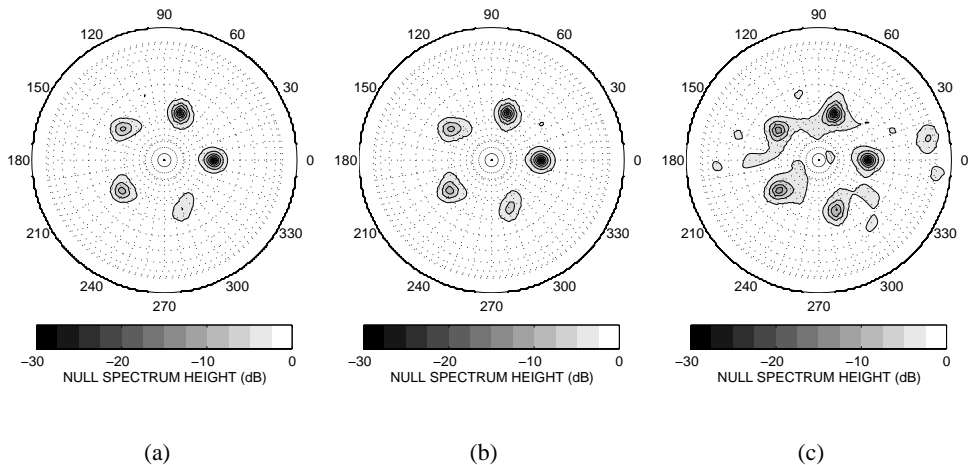 90 90 90
120 60 120 60 120 60
150 30 150 30 150 30
180 0 180 0 180 0
210 330 210 330 210 330
240 300 240 300 240 300
270 270 270
−30 −20 −10 0 −30 −20 −10 0 −30 −20 −10 0
NULL SPECTRUM HEIGHT (dB) NULL SPECTRUM HEIGHT (dB) NULL SPECTRUM HEIGHT (dB)
(a) (b) (c)